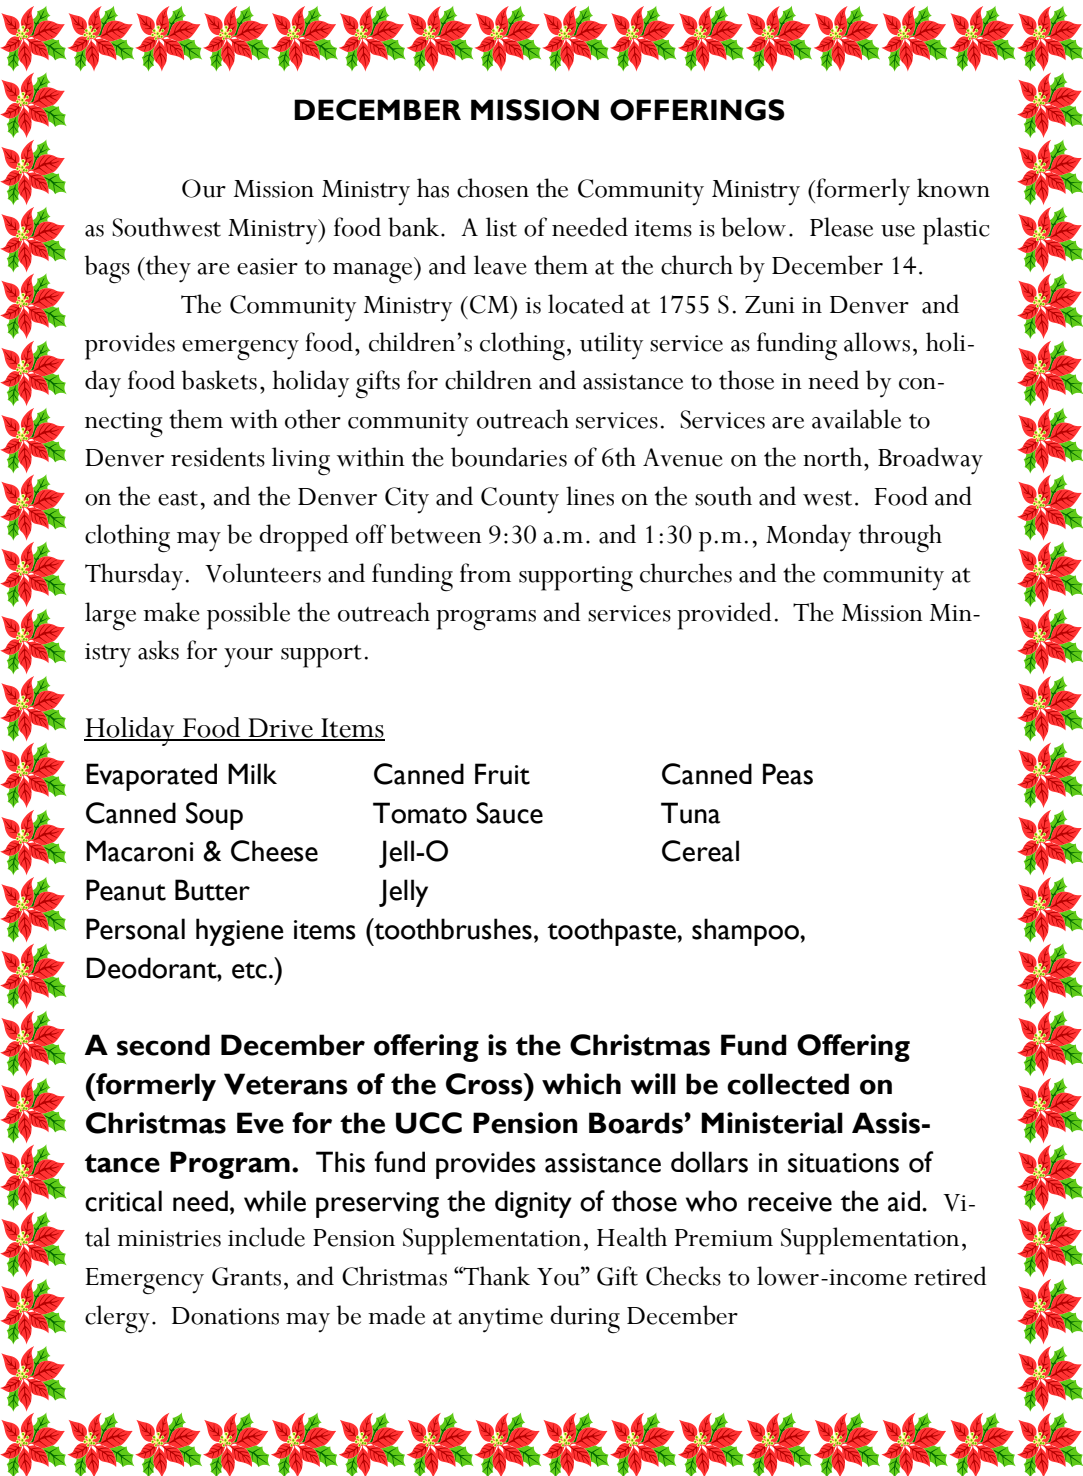 DECEMBER MISSION OFFERINGS
Our Mission Ministry has chosen the Community Ministry (formerly known
as Southwest Ministry) food bank.  A list of needed items is below.  Please use plastic
bags (they are easier to manage) and leave them at the church by December 14.
The Community Ministry (CM) is located at 1755 S. Zuni in Denver  and
provides emergency food, children’s clothing, utility service as funding allows, holi-
day food baskets, holiday gifts for children and assistance to those in need by con-
necting them with other community outreach services.  Services are available to
Denver residents living within the boundaries of 6th Avenue on the north, Broadway
on the east, and the Denver City and County lines on the south and west.  Food and
clothing may be dropped off between 9:30 a.m. and 1:30 p.m., Monday through
Thursday.  Volunteers and funding from supporting churches and the community at
large make possible the outreach programs and services provided.  The Mission Min-
istry asks for your support.
Holiday Food Drive Items
Evaporated Milk Canned Fruit Canned Peas
Canned Soup Tomato Sauce Tuna
Macaroni & Cheese Jell-O Cereal
Peanut Butter Jelly
Personal hygiene items (toothbrushes, toothpaste, shampoo,
Deodorant, etc.)
A second December offering is the Christmas Fund Offering
(formerly Veterans of the Cross) which will be collected on
Christmas Eve for the UCC Pension Boards’ Ministerial Assis-
tance Program.  This fund provides assistance dollars in situations of
critical need, while preserving the dignity of those who receive the aid.  Vi-
tal ministries include Pension Supplementation, Health Premium Supplementation,
Emergency Grants, and Christmas “Thank You” Gift Checks to lower-income retired
clergy.  Donations may be made at anytime during December